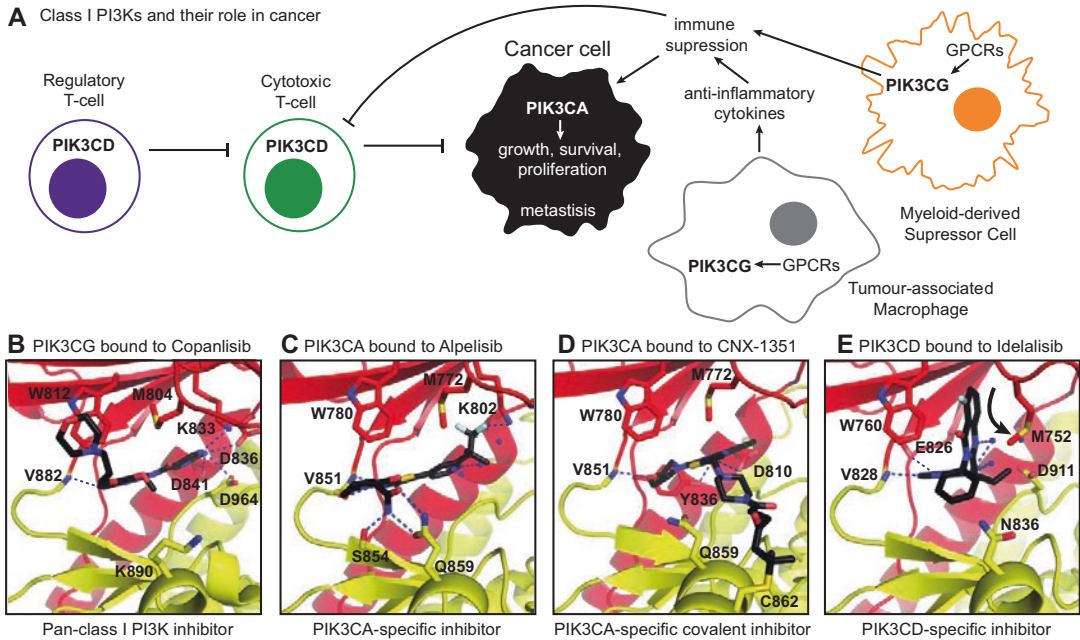 A Class I PI3Ks and their role in cancer
Regulatory
T-cell
PIK3CD
Cytotoxic
T-cell
PIK3CD
Cancer cell
PIK3CA
growth, survival,
proliferation
metastisis
immune
supression
anti-inflammatory
cytokines
GPCRs
PIK3CG
Myeloid-derived
Supressor Cell
PIK3CG
GPCRs
Tumour-associated
Macrophage
B PIK3CG bound to Copanlisib
W812
M804
K833
D836
V882
D841
D964
K890
Pan-class I PI3K inhibitor
C PIK3CA bound to Alpelisib
M772
W780
K802
V851
S854
Q859
PIK3CA-specific inhibitor
D PIK3CA bound to CNX-1351
M772
W780
V851
D810
Y836
Q859
C862
PIK3CA-specific covalent inhibitor
E PIK3CD bound to Idelalisib
W760
M752
E826
V828
D911
N836
PIK3CD-specific inhibitor